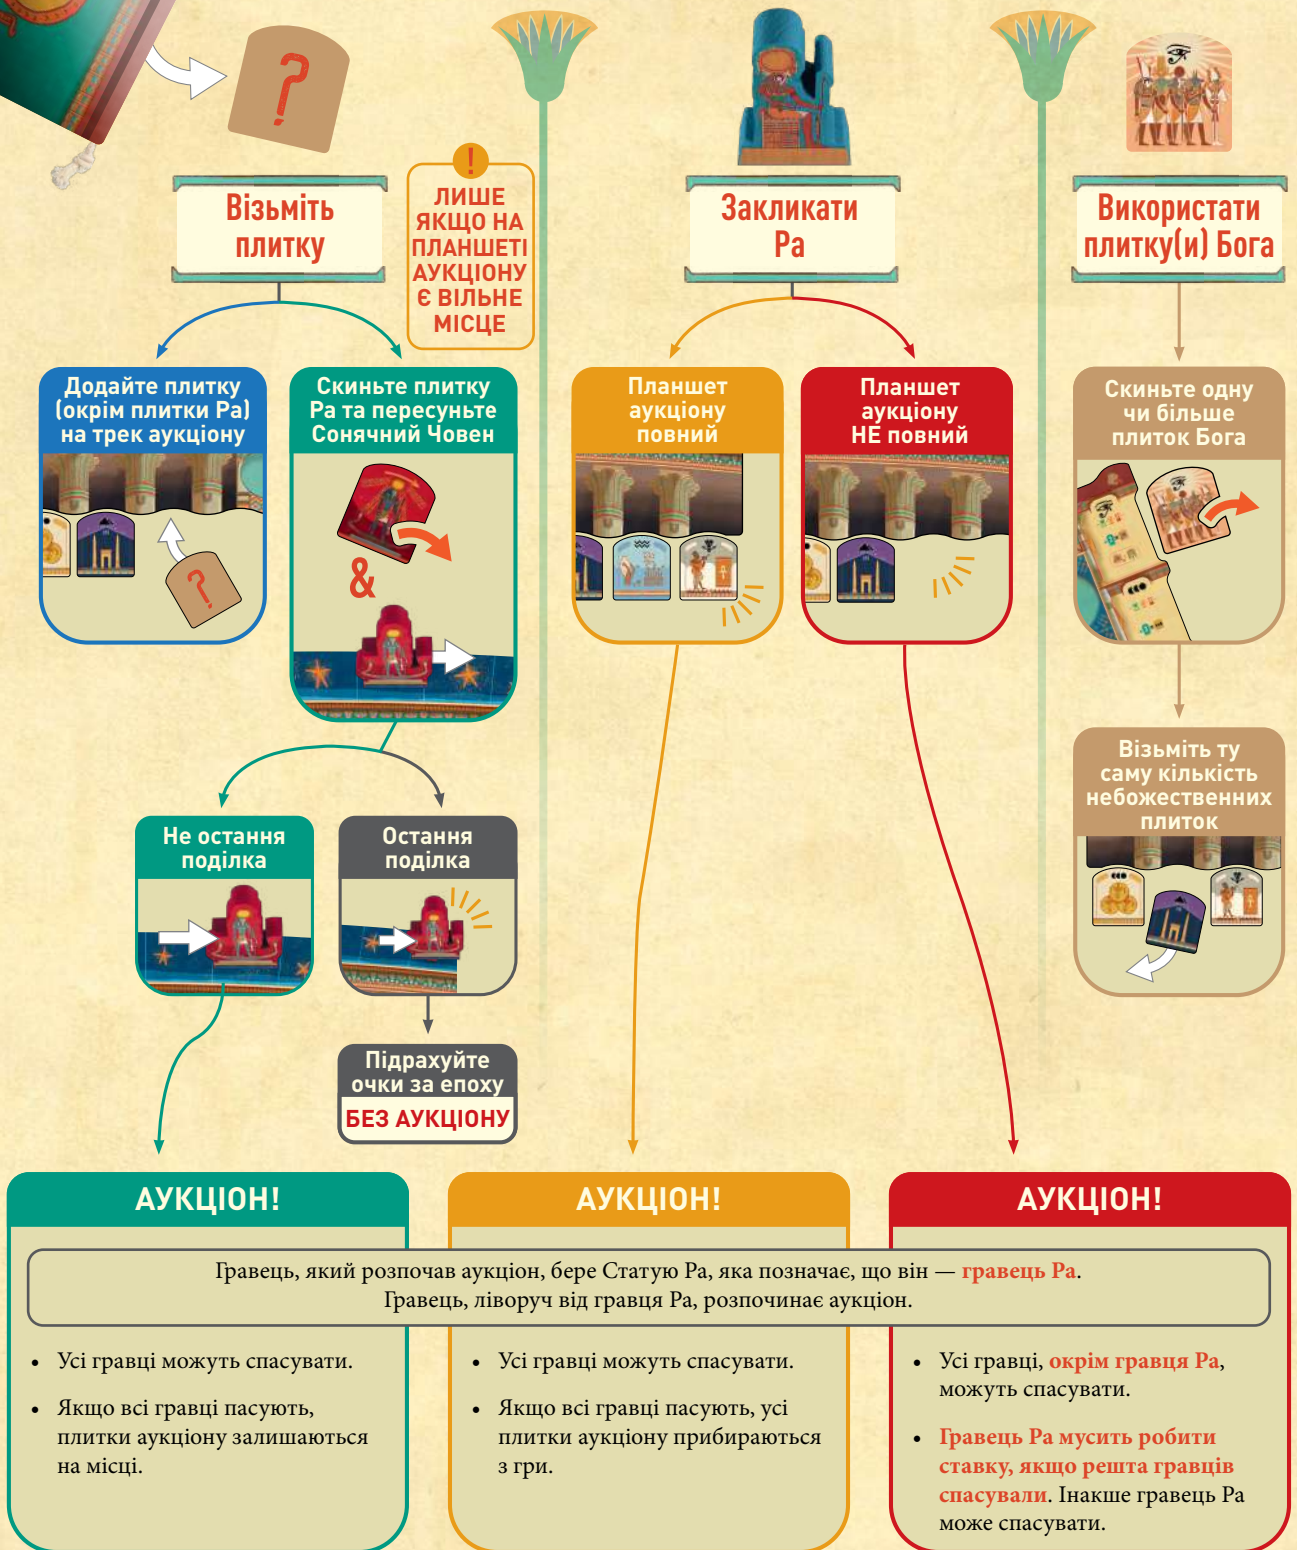 Візьміть
плитку
!
ЛИШЕ
ЯКЩО НА
ПЛАНШЕТІ
АУКЦІОНУ
Є ВІЛЬНЕ
МІСЦЕ
Закликати
Ра
Використати
плитку(и) Бога
Додайте плитку
(окрім плитки Ра)
на трек аукціону
Скиньте плитку
Ра та пересуньте
Сонячний Човен
&
Планшет
аукціону
повний
Планшет
аукціону
НЕ повний
Скиньте одну
чи більше
плиток Бога
Візьміть ту
саму кількість
небожественних
плиток
Не остання
поділка
Остання
поділка
Підрахуйте
очки за епоху
БЕЗ АУКЦІОНУ
АУКЦІОН!
АУКЦІОН!
АУКЦІОН!
Гравець, який розпочав аукціон, бере Статую Ра, яка позначає, що він — гравець Ра.
Гравець, ліворуч від гравця Ра, розпочинає аукціон.
• Усі гравці можуть спасувати.
• Якщо всі гравці пасують,
плитки аукціону залишаються
на місці.
• Усі гравці можуть спасувати.
• Якщо всі гравці пасують, усі
плитки аукціону прибираються
з гри.
• Усі гравці, окрім гравця Ра,
можуть спасувати.
• Гравець Ра мусить робити
ставку, якщо решта гравців
спасували. Інакше гравець Ра
може спасувати.